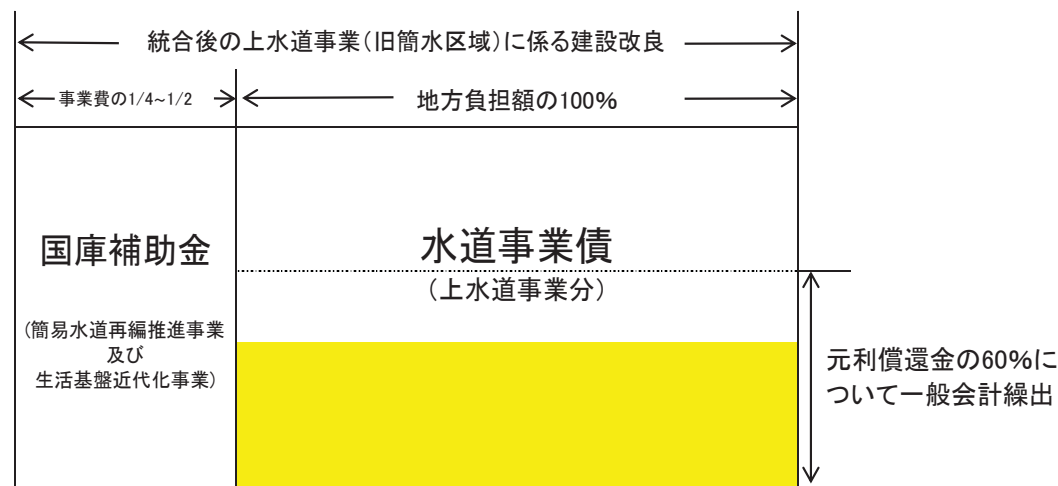 統合後の上水道事業（旧簡水区域）に係る建設改良
事業費の1/4~1/2
地方負担額の100%
国庫補助金
（簡易水道再編推進事業
及び
生活基盤近代化事業）
水道事業債
（上水道事業分）
元利償還金の60%に
ついて一般会計繰出